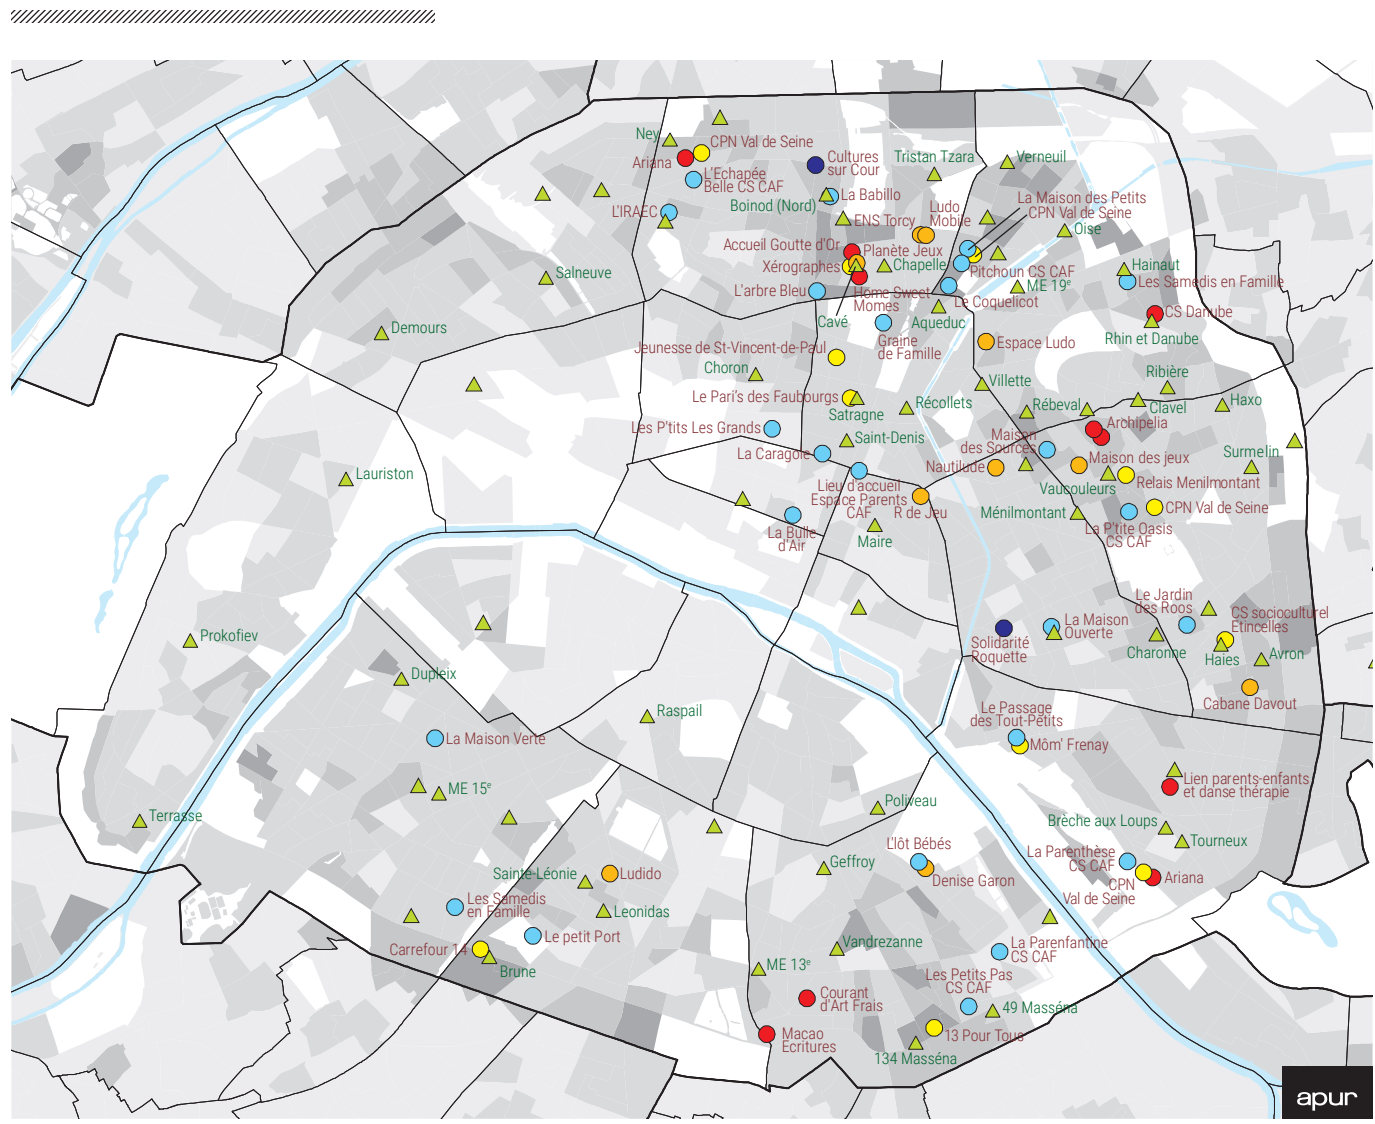 Ney
CPN Val de Seine
Ariana
L'Echapée
Belle CS CAF
L'IRAEC
Cultures
sur Cour
La Babillo
Boinod (Nord)
Tristan Tzara
Verneuil
La Maison des Petits
CPN Val de Seine
Oise
Ludo
Mobile
ENS Torcy
Accueil Goutte d'Or
Planète Jeux
Xérographes
Chapelle
Pitchoun CS CAF
Hainaut
Les Samedis en Famille
ME 19e
Salneuve
L'arbre Bleu
Home Sweet
Momes
Le Coquelicot
Cavé
Aqueduc
CS Danube
Rhin et Danube
Demours
Graine
de Famille
Espace Ludo
Jeunesse de St-Vincent-de-Paul
Choron
Villette
Ribière
Le Pari's des Faubourgs
Satragne
Récollets
Rébeval
Clavel
Haxo
Les P'tits Les Grands
Saint-Denis
Archipelia
Maison
des Sources
La Caragole
Nautilude
Maison des jeux
Surmelin
Lauriston
Lieu d'accueil
Espace Parents
CAF
R de Jeu
Vaucouleurs
Relais Menilmontant
Ménilmontant
CPN Val de Seine
La P'tite Oasis
CS CAF
La Bulle
d'Air
Maire
Le Jardin
des Roos
CS socioculturel
Etincelles
Prokofiev
La Maison
Ouverte
Solidarité
Roquette
Charonne
Haies
Avron
Dupleix
Cabane Davout
Raspail
Le Passage
des Tout-Petits
Môm' Frenay
La Maison Verte
Lien parents-enfants
et danse thérapie
ME 15e
Terrasse
Poliveau
Brèche aux Loups
Tourneux
L'îlot Bébés
Geffroy
Denise Garon
La Parenthèse
CS CAF
CPN
Val de Seine
Ariana
Sainte-Léonie
Ludido
Les Samedis
en Famille
Leonidas
Le petit Port
Carrefour 14
Brune
Vandrezanne
La Parenfantine
CS CAF
ME 13e
Les Petits Pas
CS CAF
Courant
d'Art Frais
49 Masséna
Macao
Ecritures
13 Pour Tous
134 Masséna
apur